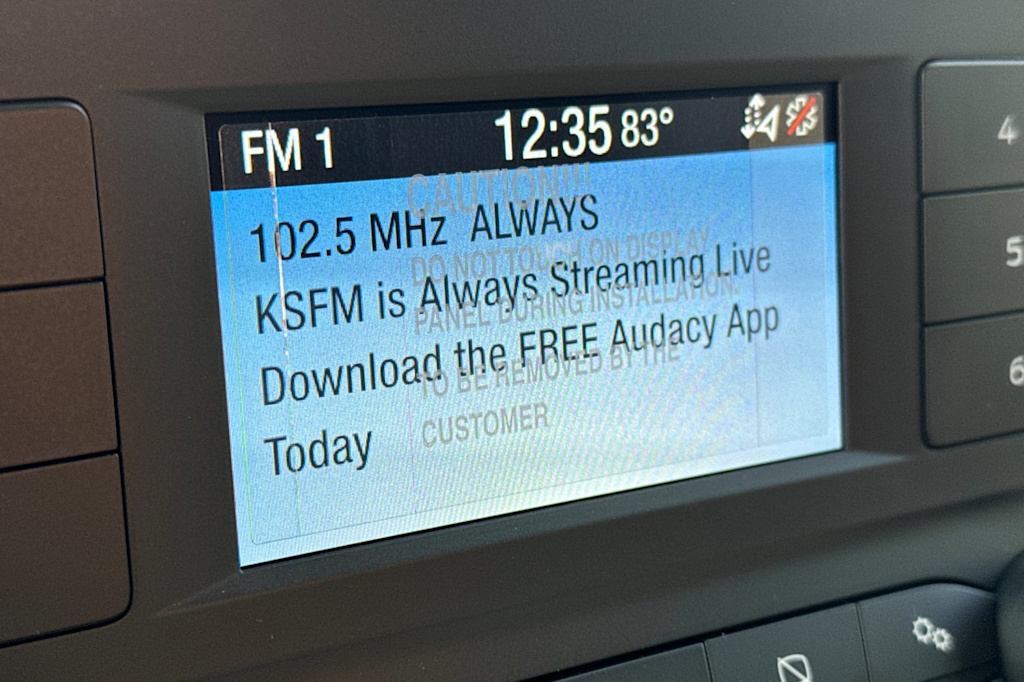 FM 1 12:35 83°
CAUTION!!!
102.5 MHz ALWAYS
DO NOT TOUCH ON DISPLAY
KSFM is Always Streaming Live
PANEL DURING INSTALLATION.
Download the FREE Audacy App
TO BE REMOVED BY THE
CUSTOMER
Today
4
5
6